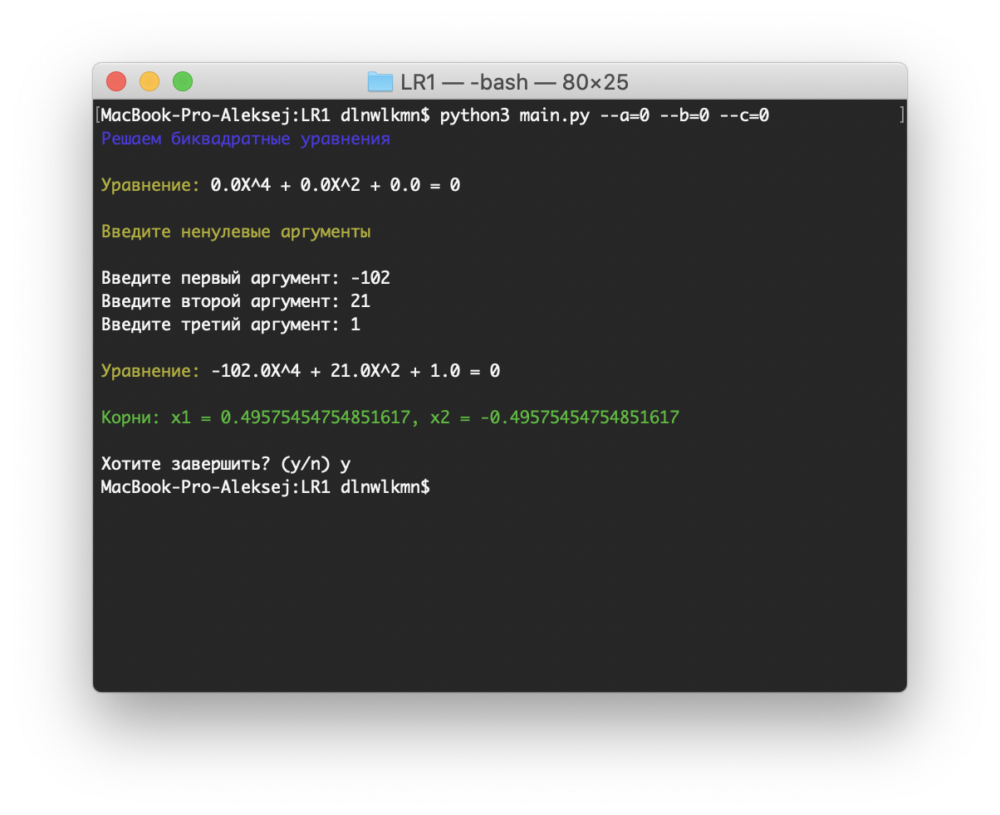 LR1 — -bash — 80×25
[MacBook-Pro-Aleksej:LR1 dlnwlkmn$ python3 main.py --a=0 --b=0 --c=0 ]
Решаем биквадратные уравнения
Уравнение: 0.0X^4 + 0.0X^2 + 0.0 = 0
Введите ненулевые аргументы
Введите первый аргумент: -102
Введите второй аргумент: 21
Введите третий аргумент: 1
Уравнение: -102.0X^4 + 21.0X^2 + 1.0 = 0
Корни: x1 = 0.49575454754851617, x2 = -0.49575454754851617
Хотите завершить? (y/n) y
MacBook-Pro-Aleksej:LR1 dlnwlkmn$